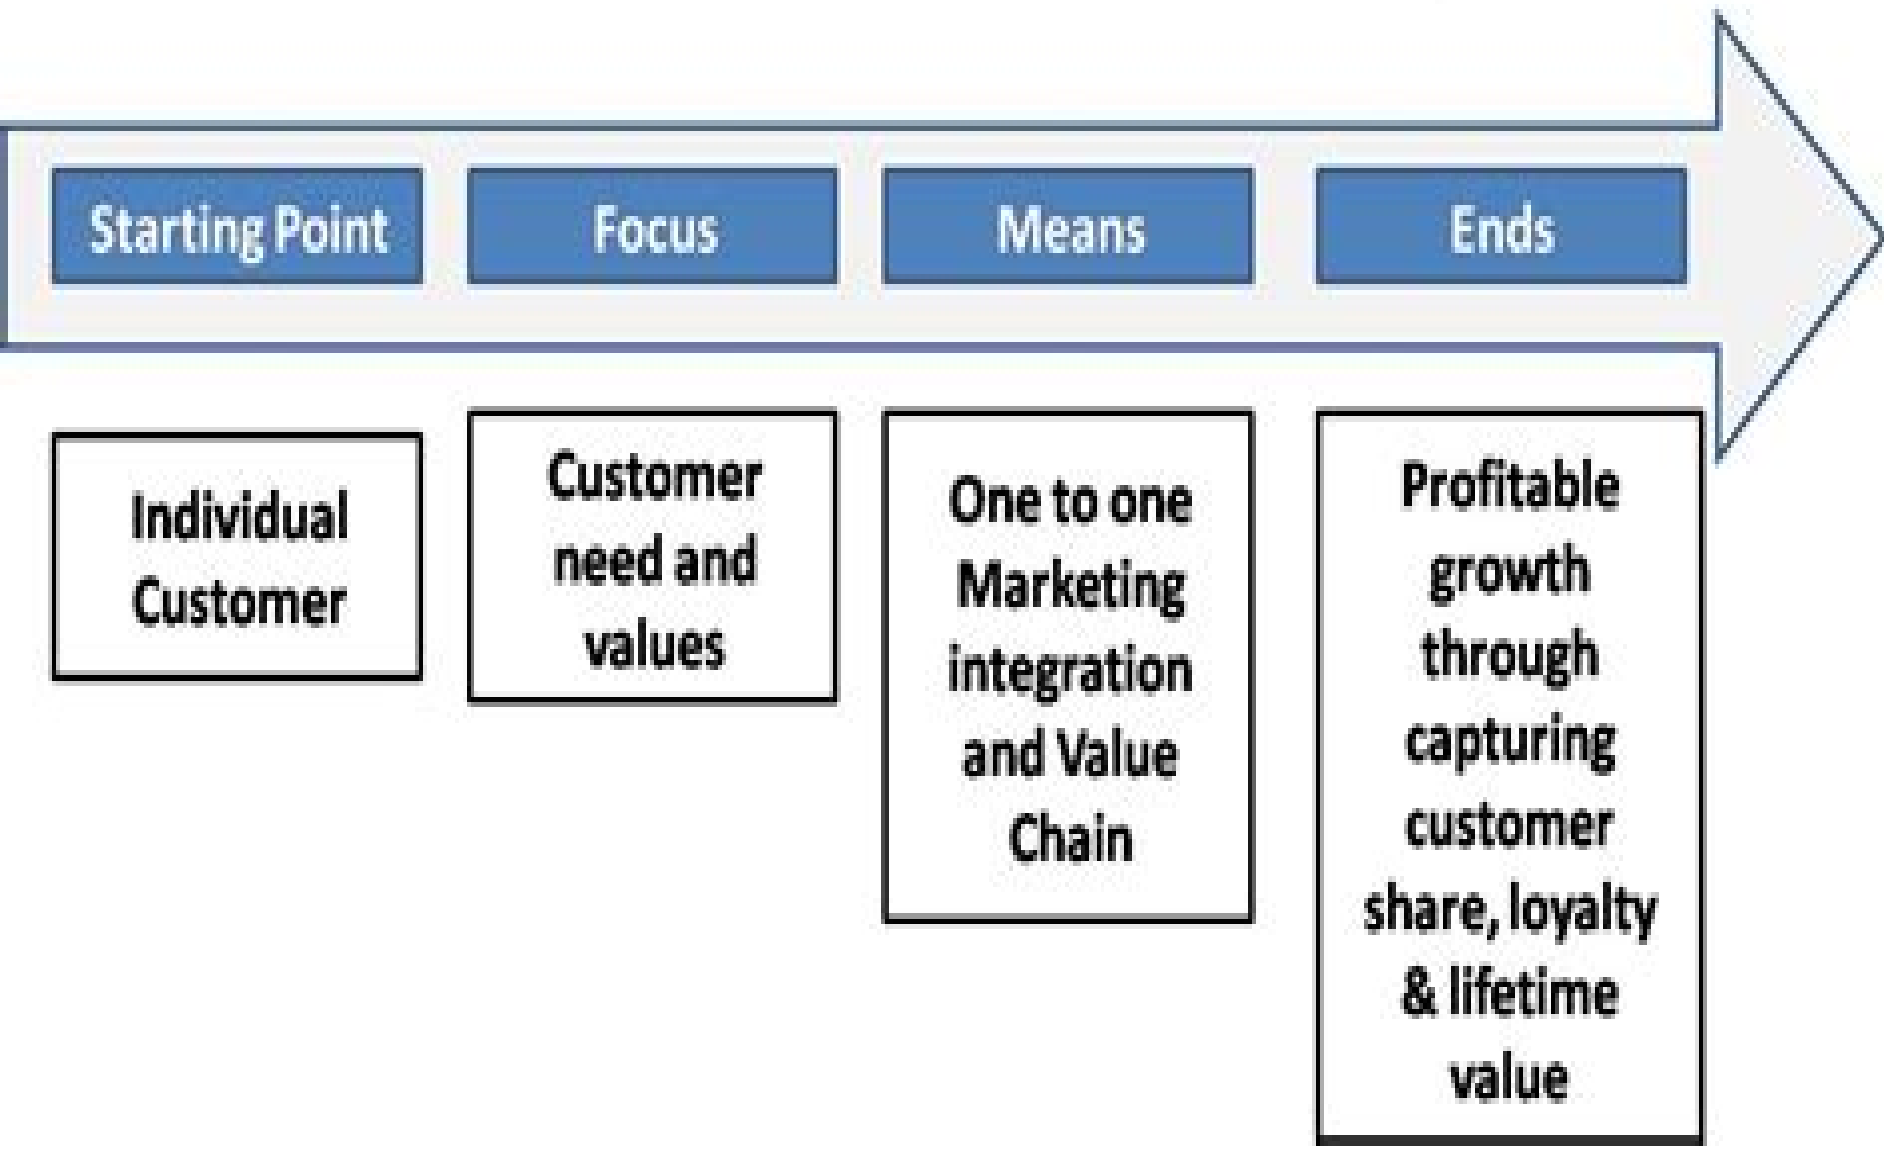 Starting Point
Focus
Means
Ends
Individual
Customer
Customer
need and
values
One to one
Marketing
integration
and Value
Chain
Profitable
growth
through
capturing
customer
share, loyalty
& lifetime
value